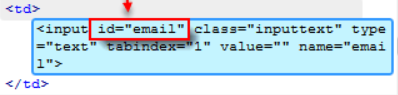 <td>
<input id="email" class="inputtext" type
="text" tabindex="1" value="" name="emai
l">
</td>